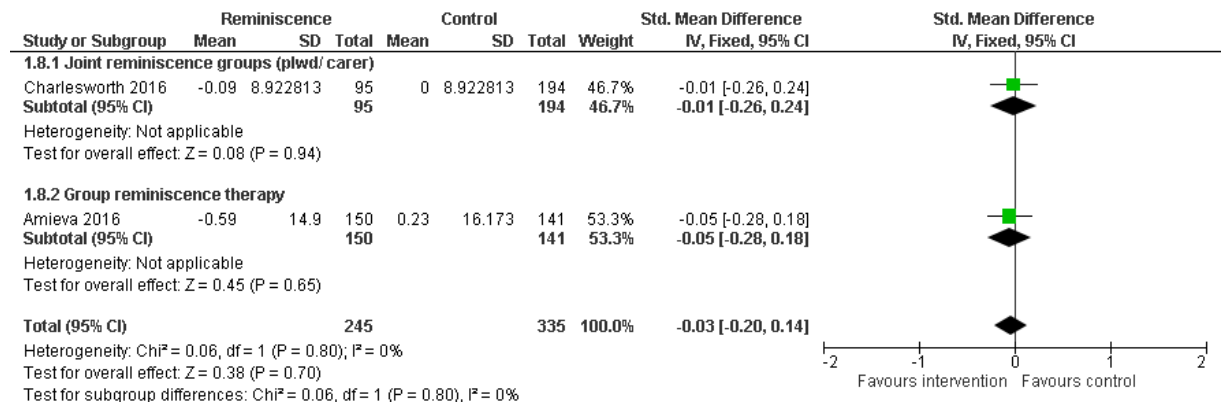 Reminiscence Control Std. Mean Difference Std. Mean Difference
Study or Subgroup Mean SD Total Mean SD Total Weight IV, Fixed, 95% CI IV, Fixed, 95% CI
1.8.1 Joint reminiscence groups (plwd/ carer)
Charlesworth 2016 -0.09 8.922813 95 0 8.922813 194 46.7% -0.01 [-0.26, 0.24]
Subtotal (95% CI) 95 194 46.7% -0.01 [-0.26, 0.24]
Heterogeneity: Not applicable
Test for overall effect: Z = 0.08 (P = 0.94)
1.8.2 Group reminiscence therapy
Amieva 2016 -0.59 14.9 150 0.23 16.173 141 53.3% -0.05 [-0.28, 0.18]
Subtotal (95% CI) 150 141 53.3% -0.05 [-0.28, 0.18]
Heterogeneity: Not applicable
Test for overall effect: Z = 0.45 (P = 0.65)
Total (95% CI) 245 335 100.0% -0.03 [-0.20, 0.14]
Heterogeneity: Chi² = 0.06, df = 1 (P = 0.80); I² = 0%
Test for overall effect: Z = 0.38 (P = 0.70)
Test for subgroup differences: Chi² = 0.06, df = 1 (P = 0.80), I² = 0%
-2 -1 0 1 2
Favours intervention Favours control